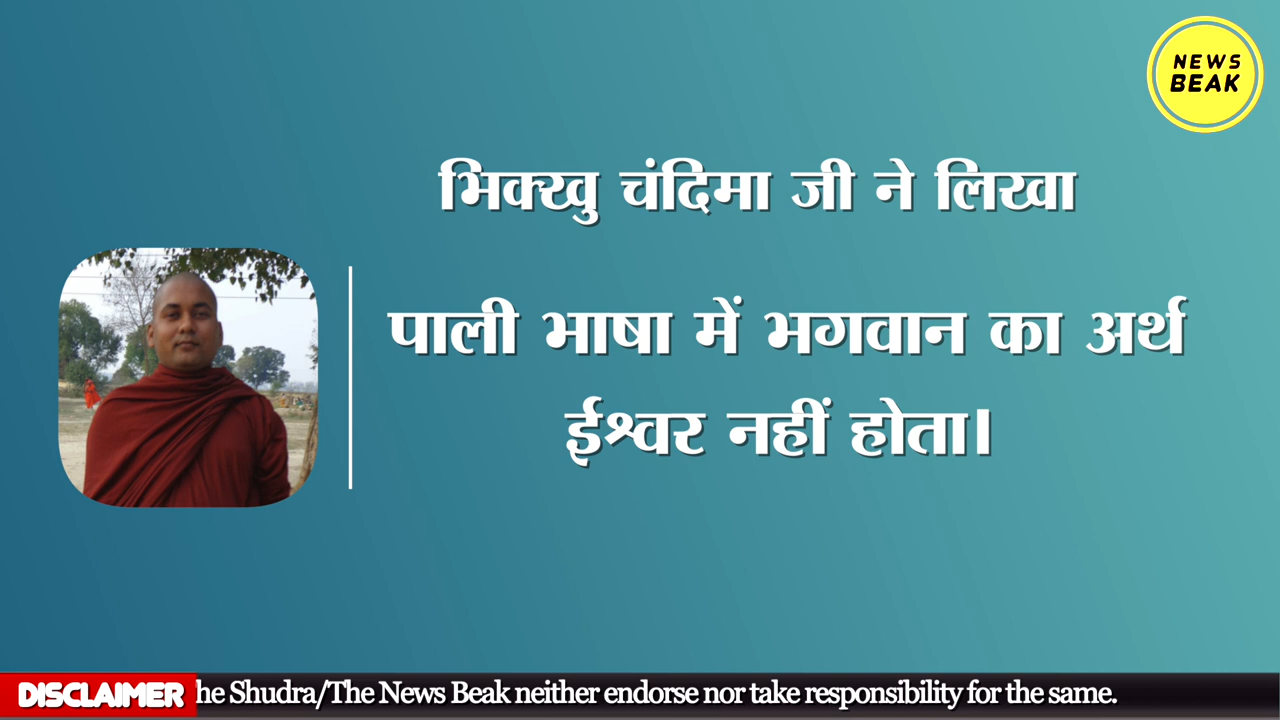 NEWS
BEAK
भिक्खु चंदिमा जी ने लिखा
पाली भाषा में भगवान का अर्थ
ईश्वर नहीं होता।
DISCLAIMER he Shudra/The News Beak neither endorse nor take responsibility for the same.